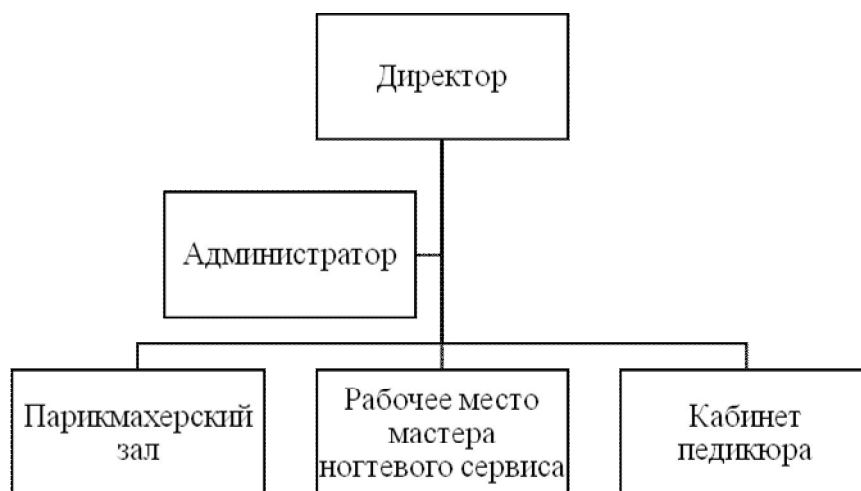 Директор
Администратор
Парикмахерский
зал
Рабочее место
мастера
ногтевого сервиса
Кабинет
педикюра